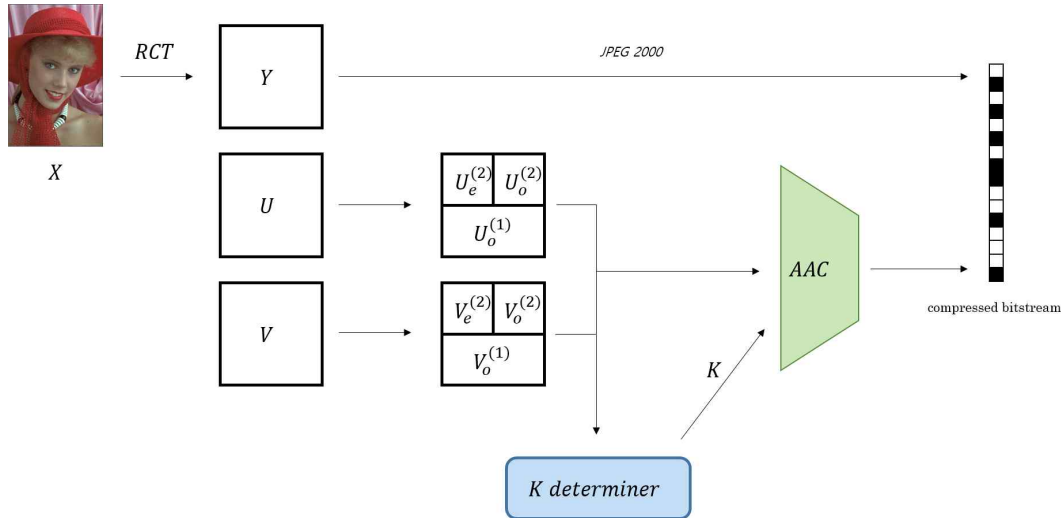 RCT
JPEG 2000
X
Y
U
U_e^(2)
U_o^(2)
U_o^(1)
V
V_e^(2)
V_o^(2)
V_o^(1)
AAC
compressed bitstream
K
K determiner